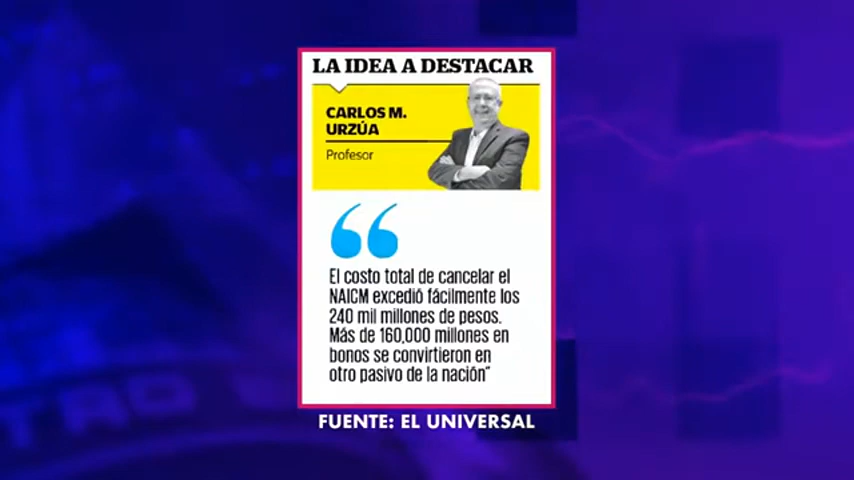 LA IDEA A DESTACAR
CARLOS M.
URZÚA
Profesor
“
El costo total de cancelar el
NAICM excedió fácilmente los
240 mil millones de pesos.
Más de 160,000 millones en
bonos se convirtieron en
otro pasivo de la nación”
FUENTE: EL UNIVERSAL